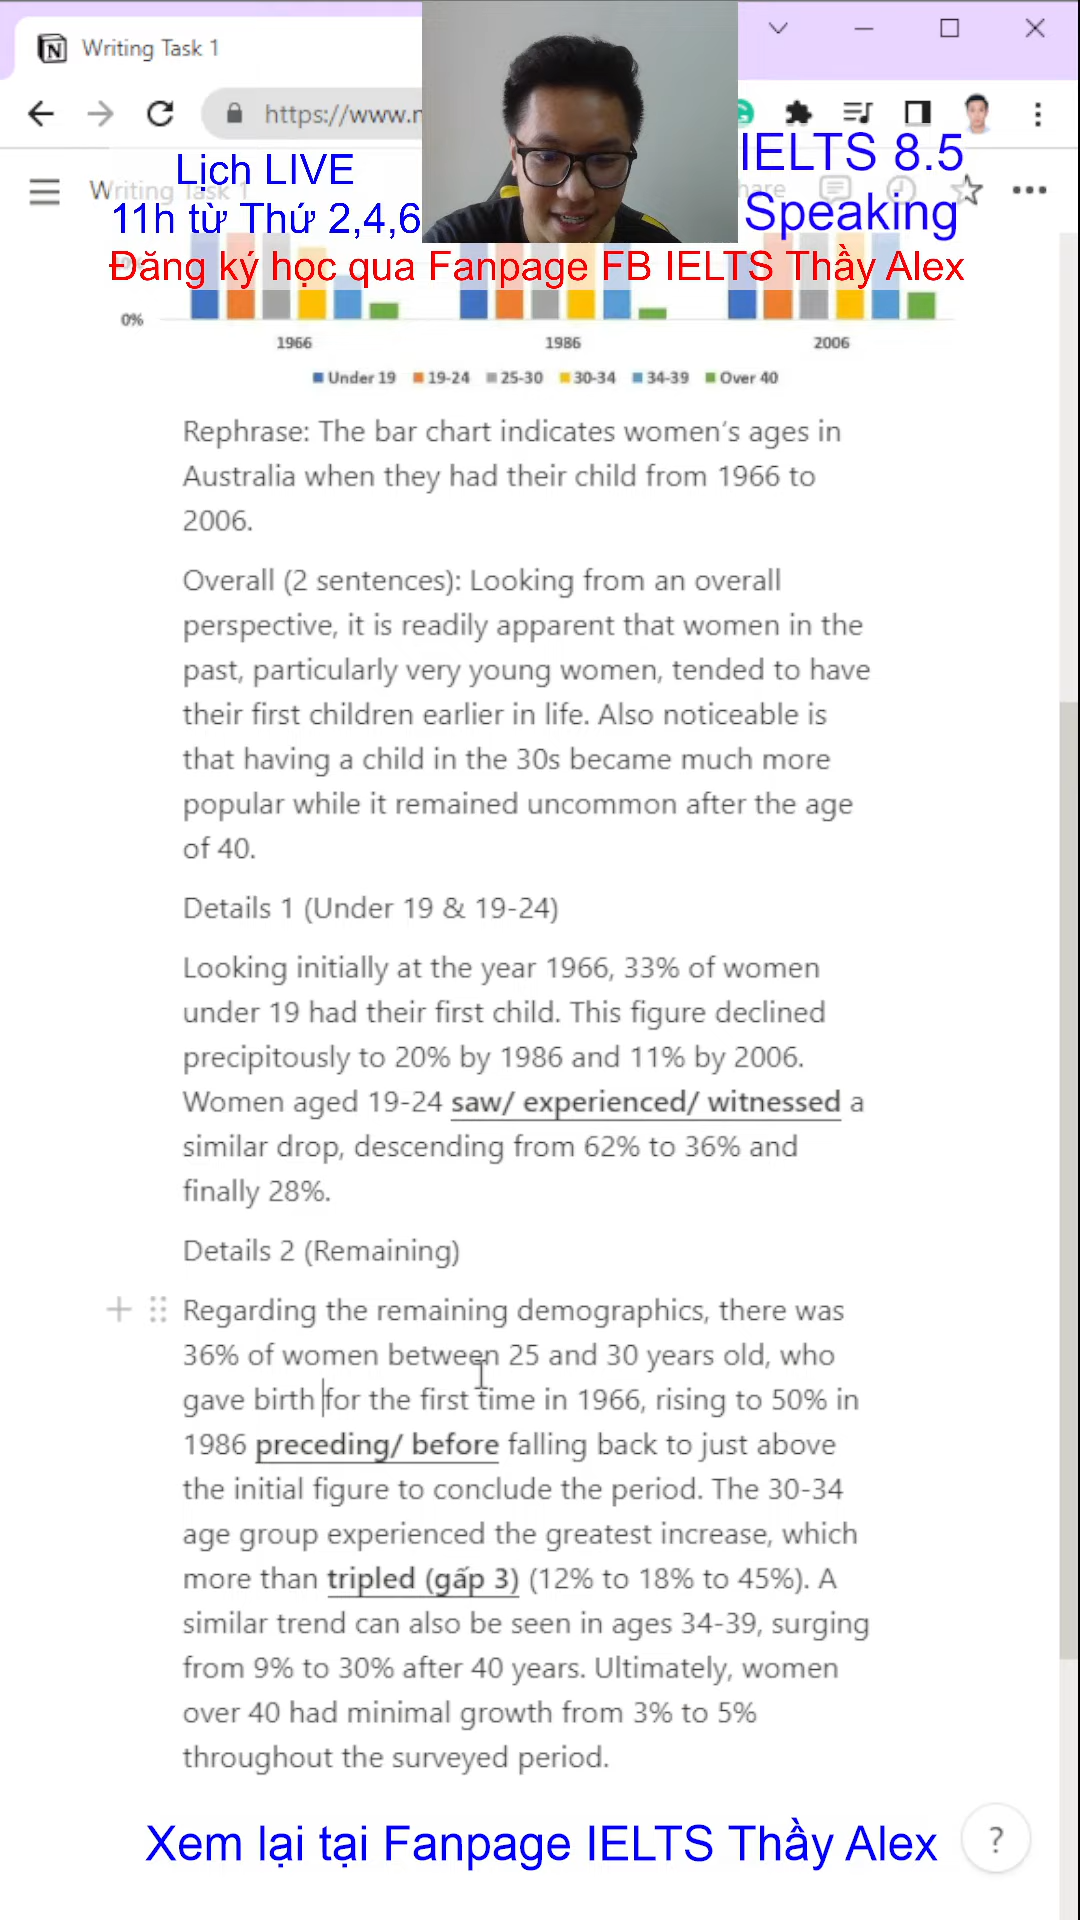 Writing Task 1
https://www.n
IELTS 8.5
Speaking
Lịch LIVE
11h từ Thứ 2,4,6
Writing Task 1
Đăng ký học qua Fanpage FB IELTS Thầy Alex
0%
1966
1986
2006
Under 19
19-24
25-30
30-34
34-39
Over 40
Rephrase: The bar chart indicates women's ages in
Australia when they had their child from 1966 to
2006.
Overall (2 sentences): Looking from an overall
perspective, it is readily apparent that women in the
past, particularly very young women, tended to have
their first children earlier in life. Also noticeable is
that having a child in the 30s became much more
popular while it remained uncommon after the age
of 40.
Details 1 (Under 19 & 19-24)
Looking initially at the year 1966, 33% of women
under 19 had their first child. This figure declined
precipitously to 20% by 1986 and 11% by 2006.
Women aged 19-24 saw/ experienced/ witnessed a
similar drop, descending from 62% to 36% and
finally 28%.
Details 2 (Remaining)
Regarding the remaining demographics, there was
36% of women between 25 and 30 years old, who
gave birth for the first time in 1966, rising to 50% in
1986 preceding/ before falling back to just above
the initial figure to conclude the period. The 30-34
age group experienced the greatest increase, which
more than tripled (gấp 3) (12% to 18% to 45%). A
similar trend can also be seen in ages 34-39, surging
from 9% to 30% after 40 years. Ultimately, women
over 40 had minimal growth from 3% to 5%
throughout the surveyed period.
Xem lại tại Fanpage IELTS Thầy Alex
?